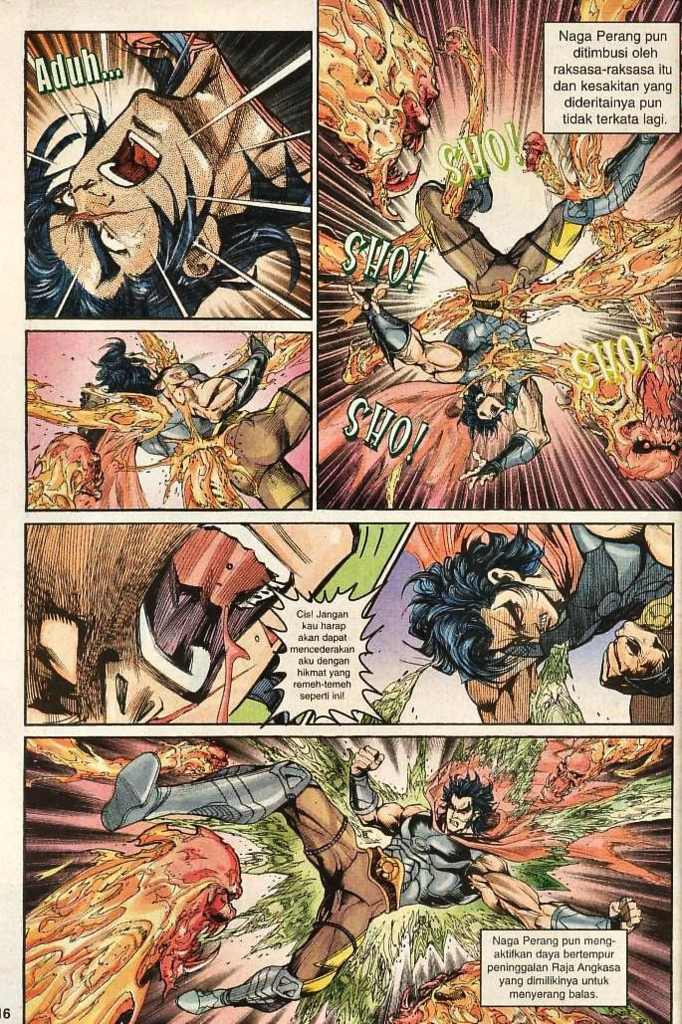 Aduh...
Naga Perang pun
ditimbusi oleh
raksasa-raksasa itu
dan kesakitan yang
dideritainya pun
tidak terkata lagi.
SHO!
SHO!
SHO!
SHO!
Cis! Jangan
kau harap
akan dapat
mencederakan
aku dengan
hikmat yang
remeh-temeh
seperti ini!
Naga Perang pun meng-
aktifkan daya bertempur
peninggalan Raja Angkasa
yang dimilikinya untuk
menyerang balas.
16